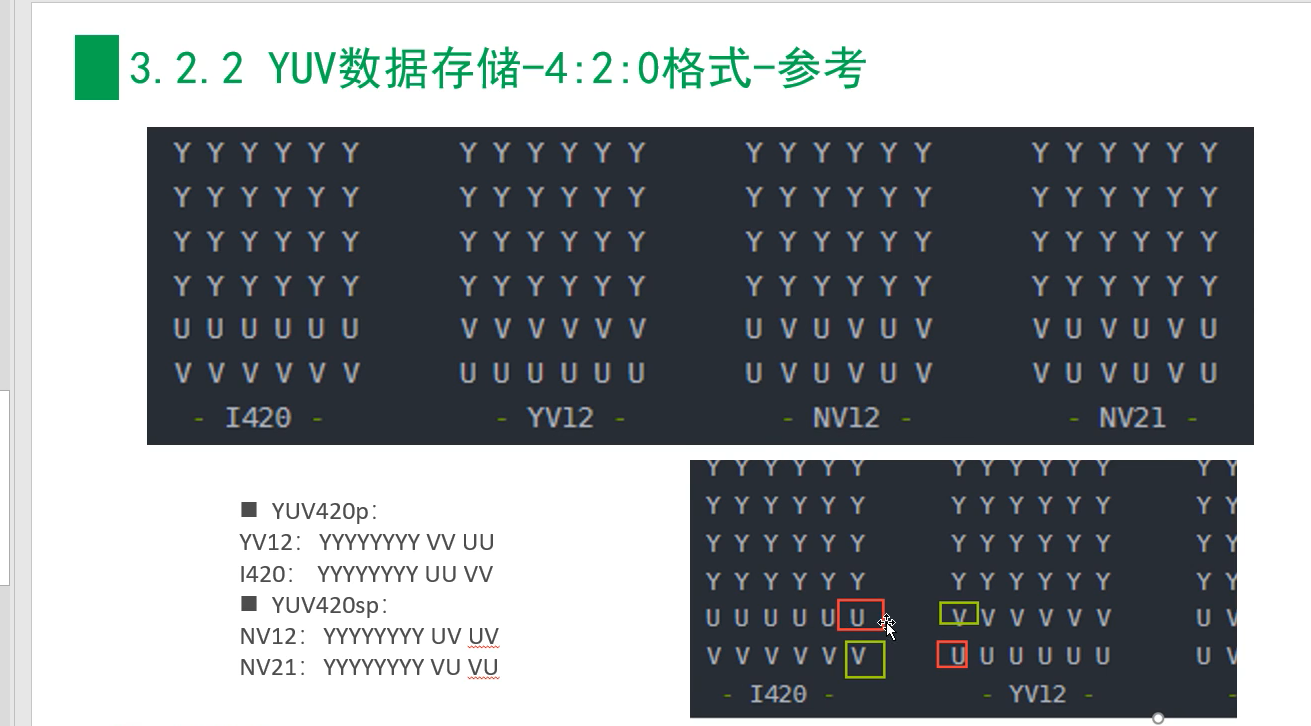 3.2.2 YUV数据存储-4:2:0格式-参考
Y Y Y Y Y Y Y Y Y Y Y Y Y Y Y Y Y Y Y Y Y Y Y Y
Y Y Y Y Y Y Y Y Y Y Y Y Y Y Y Y Y Y Y Y Y Y Y Y
Y Y Y Y Y Y Y Y Y Y Y Y Y Y Y Y Y Y Y Y Y Y Y Y
Y Y Y Y Y Y Y Y Y Y Y Y Y Y Y Y Y Y Y Y Y Y Y Y
U U U U U U V V V V V V U V U V U V V U V U V U
V V V V V V U U U U U U U V U V U V V U V U V U
- I420 - - YV12 - - NV12 - - NV21 -
■ YUV420p：
YV12： YYYYYYYY VV UU
I420： YYYYYYYY UU VV
■ YUV420sp：
NV12： YYYYYYYY UV UV
NV21： YYYYYYYY VU VU
Y Y Y Y Y Y Y Y Y Y Y Y Y Y
Y Y Y Y Y Y Y Y Y Y Y Y Y Y
Y Y Y Y Y Y Y Y Y Y Y Y Y Y
Y Y Y Y Y Y Y Y Y Y Y Y Y Y
U U U U U U V V V V V V U V
V V V V V V U U U U U U U V
- I420 - - YV12 - -